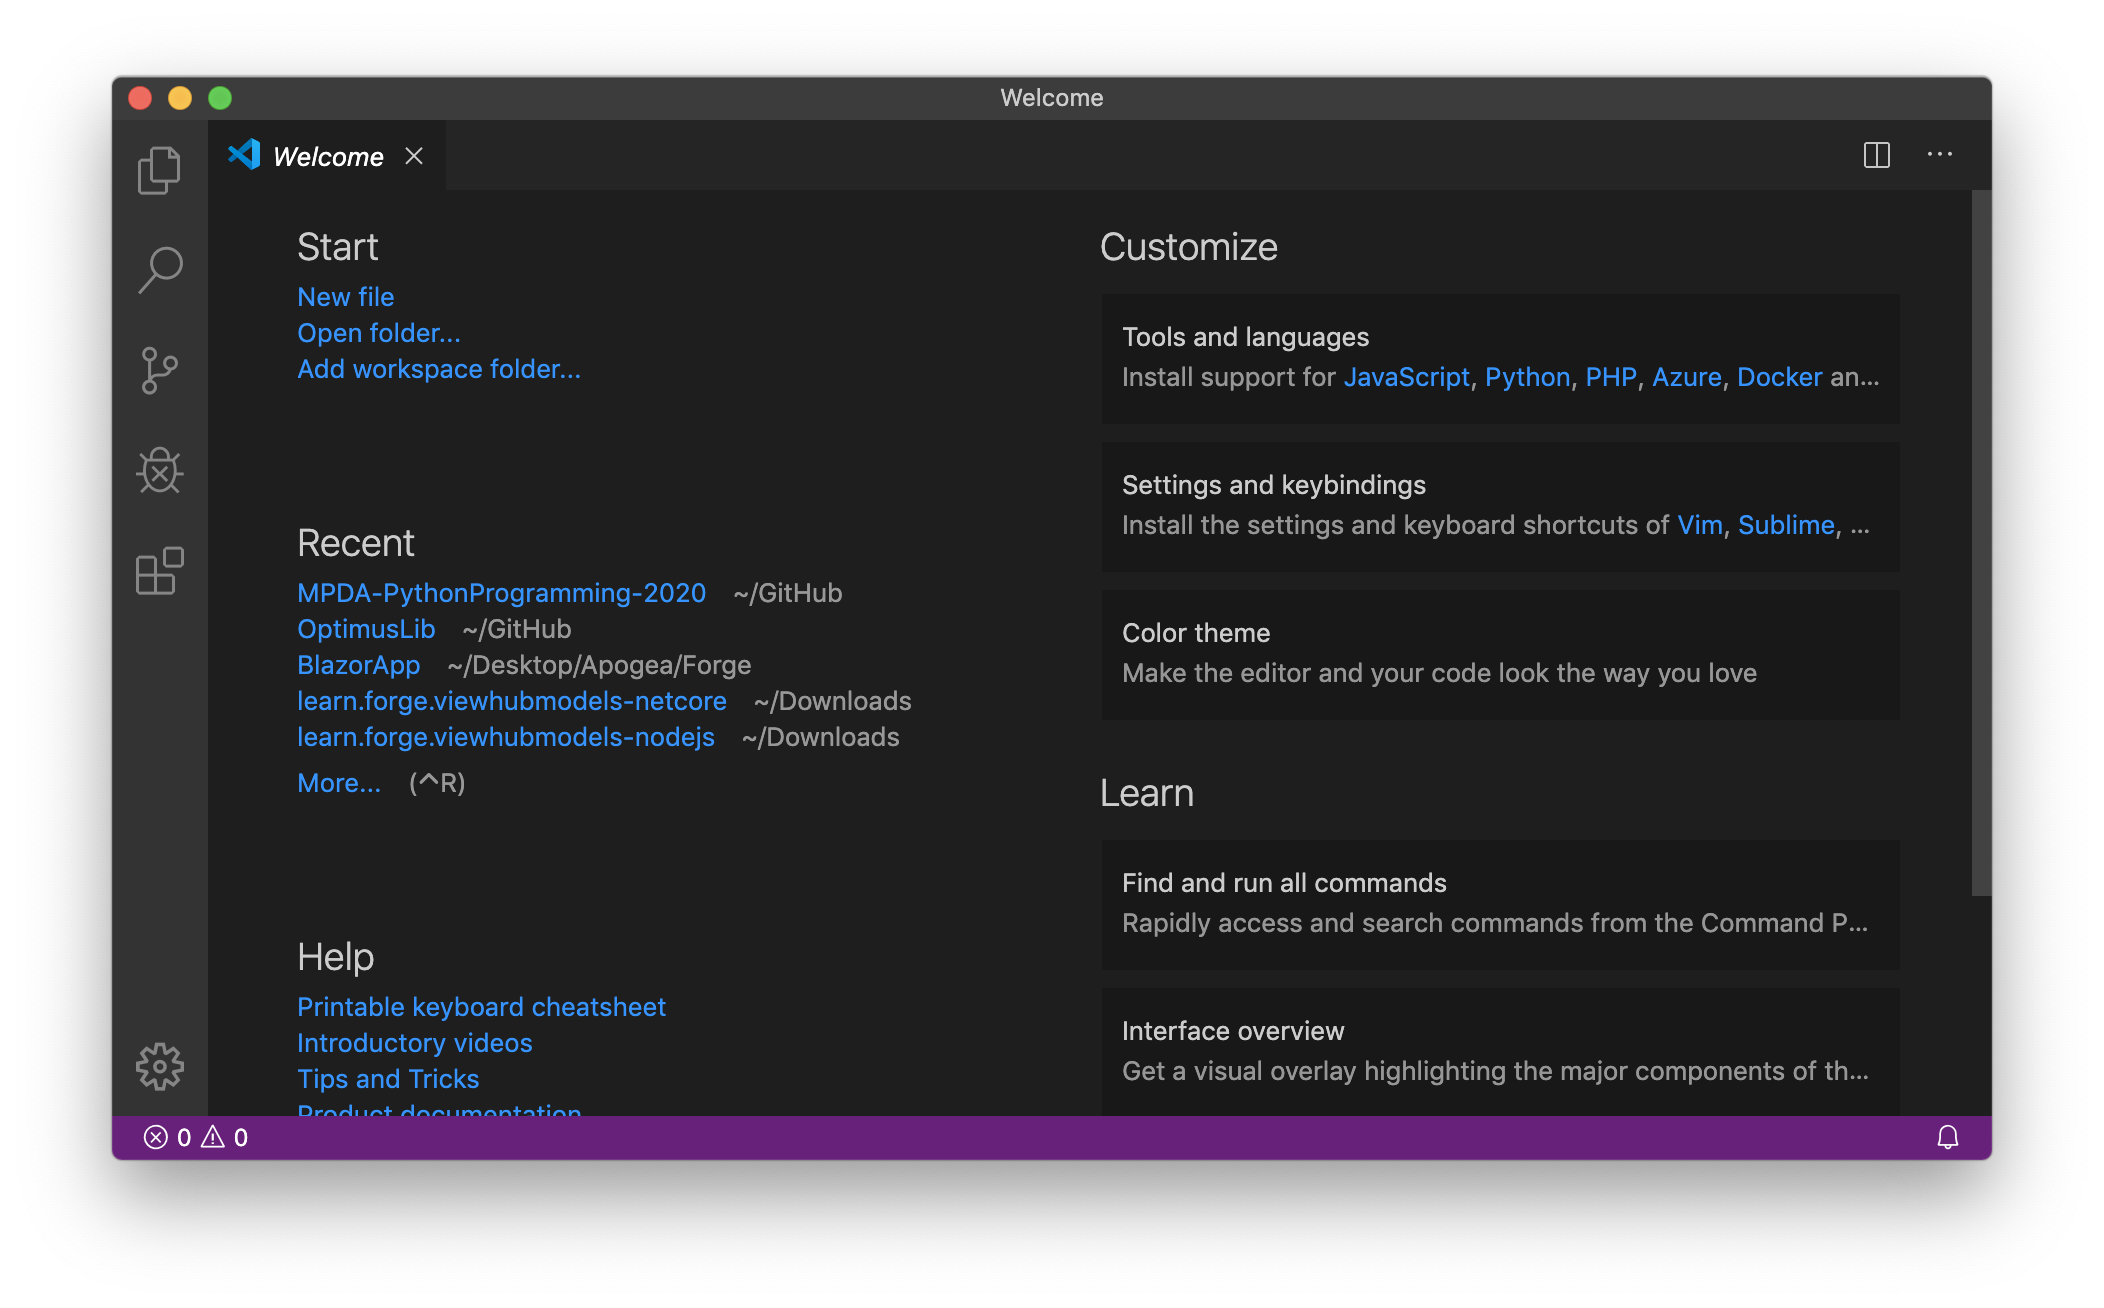 Welcome
Welcome
Start
New file
Open folder...
Add workspace folder...
Recent
MPDA-PythonProgramming-2020 ~/GitHub
OptimusLib ~/GitHub
BlazorApp ~/Desktop/Apogea/Forge
learn.forge.viewhubmodels-netcore ~/Downloads
learn.forge.viewhubmodels-nodejs ~/Downloads
More... (^R)
Help
Printable keyboard cheatsheet
Introductory videos
Tips and Tricks
Product documentation
Customize
Tools and languages
Install support for JavaScript, Python, PHP, Azure, Docker an...
Settings and keybindings
Install the settings and keyboard shortcuts of Vim, Sublime, ...
Color theme
Make the editor and your code look the way you love
Learn
Find and run all commands
Rapidly access and search commands from the Command P...
Interface overview
Get a visual overlay highlighting the major components of th...
0 0